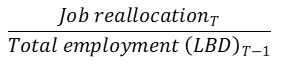 Job reallocation_T
Total employment (LBD)_{T−1}